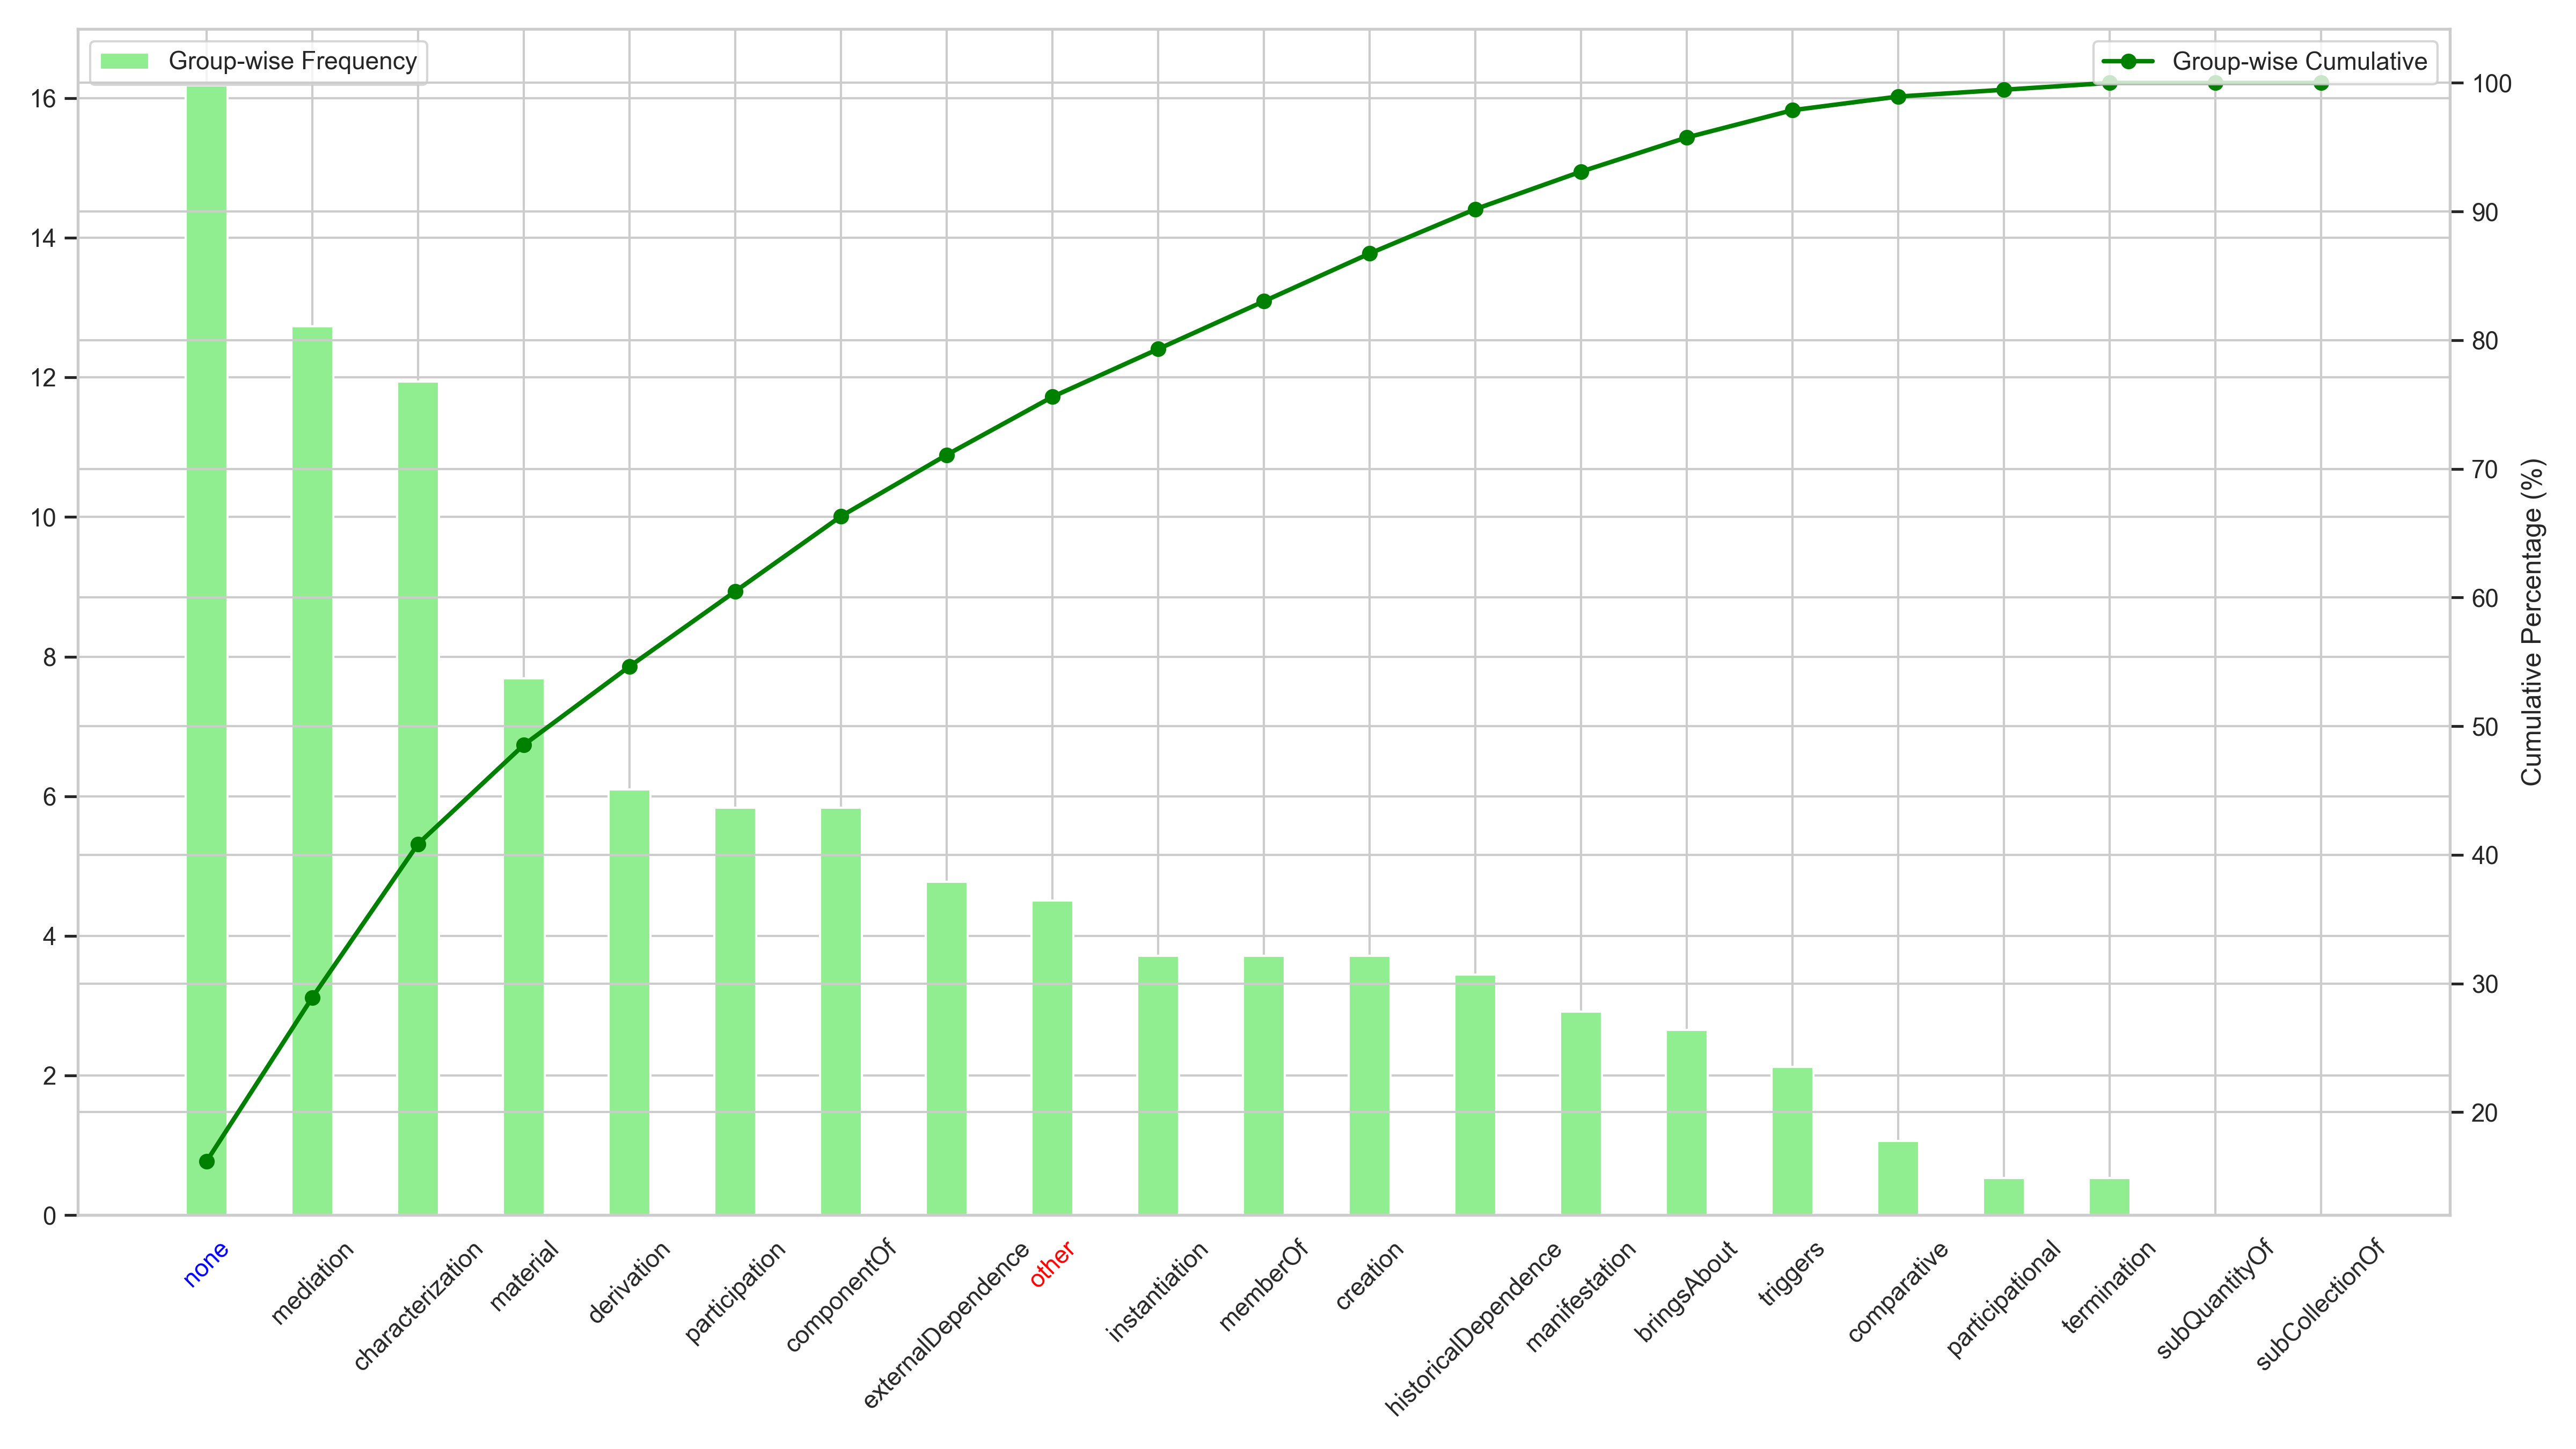 Group-wise Frequency
Group-wise Cumulative
16
14
12
10
8
6
4
2
0
100
90
80
70
60
50
40
30
20
Cumulative Percentage (%)
none
mediation
characterization
material
derivation
participation
componentOf
externalDependence
other
instantiation
memberOf
creation
historicalDependence
manifestation
bringsAbout
triggers
comparative
participational
termination
subQuantityOf
subCollectionOf